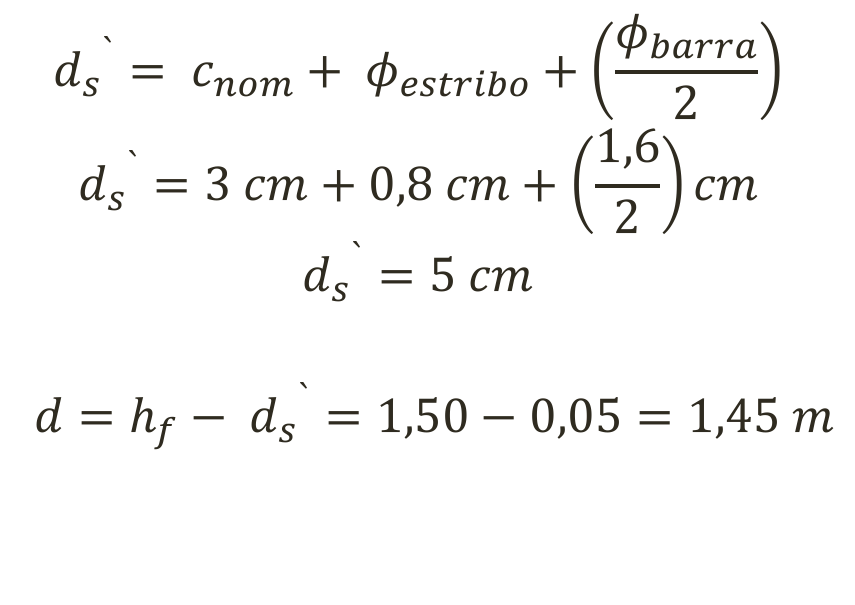 d_s` = c_nom + ϕ_estribo + (ϕ_barra/2)
d_s` = 3 cm + 0,8 cm + (1,6/2) cm
d_s` = 5 cm
d = h_f − d_s` = 1,50 − 0,05 = 1,45 m